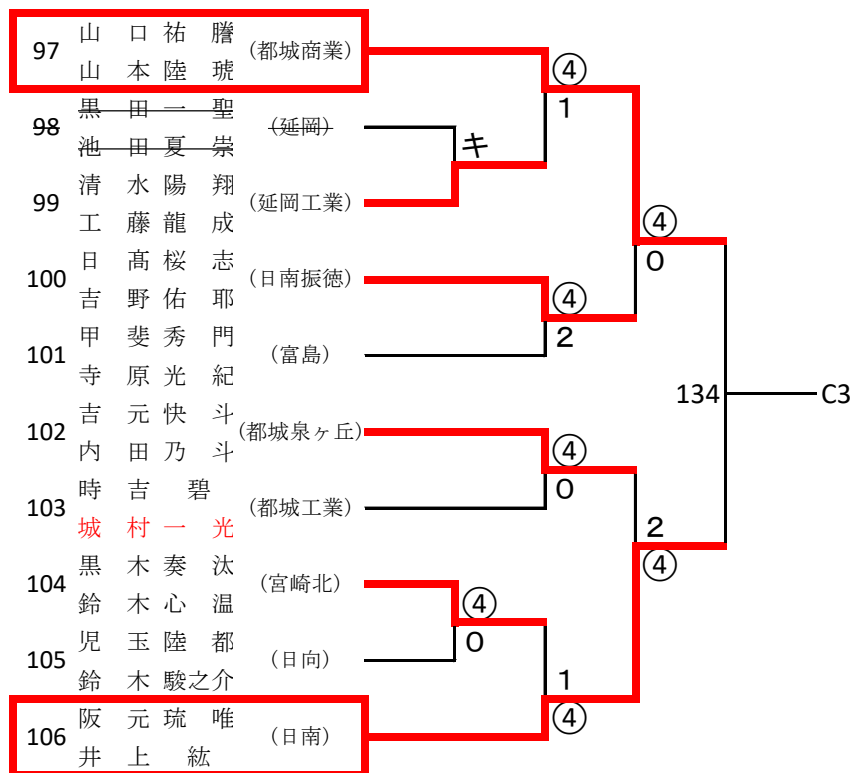 山口祐謄
97 (都城商業)
山本陸琥
④
1
黒田一聖
98 (延岡)
池田夏崇
キ
清水陽翔
99 (延岡工業)
工藤龍成
④
0
日髙桜志
100 (日南振徳)
吉野佑耶
④
2
甲斐秀門
101 (富島)
寺原光紀
134 C3
吉元快斗
102 (都城泉ヶ丘)
内田乃斗
④
0
時吉碧
103 (都城工業)
城村一光
2
④
黒木奏汰
104 (宮崎北)
鈴木心温
④
0
児玉陸都
105 (日向)
鈴木駿之介
1
④
阪元琉唯
106 (日南)
井上紘